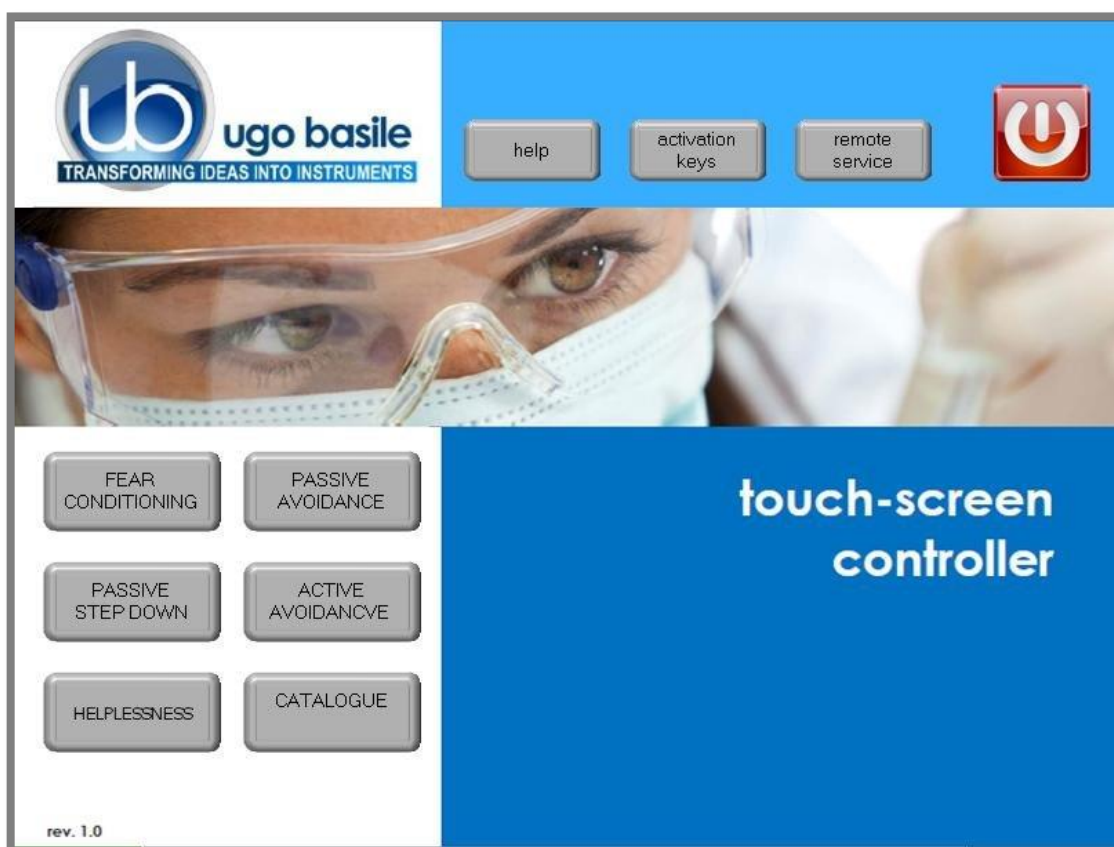 ub
ugo basile
TRANSFORMING IDEAS INTO INSTRUMENTS
help
activation
keys
remote
service
FEAR
CONDITIONING
PASSIVE
AVOIDANCE
PASSIVE
STEP DOWN
ACTIVE
AVOIDANCVE
HELPLESSNESS
CATALOGUE
touch-screen
controller
rev. 1.0